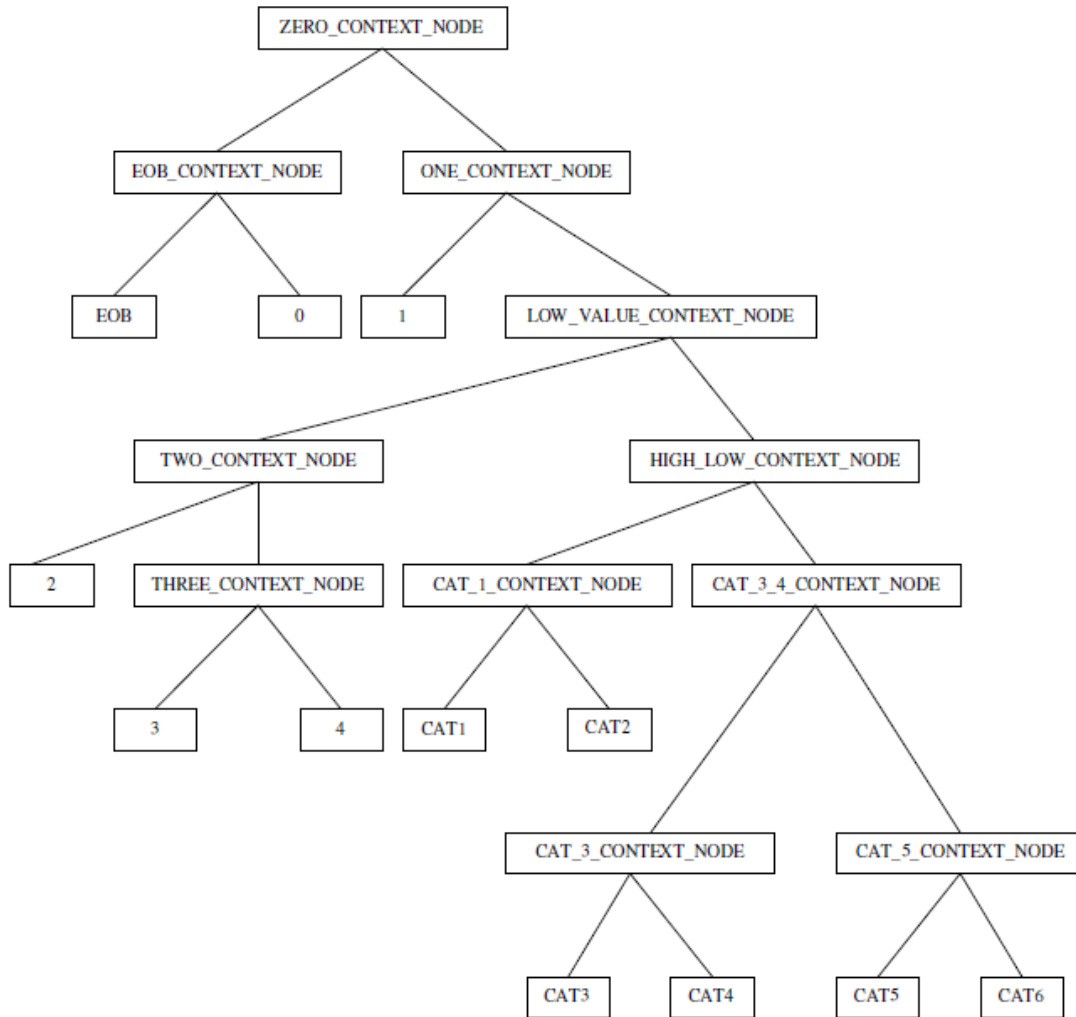 ZERO_CONTEXT_NODE
EOB_CONTEXT_NODE
ONE_CONTEXT_NODE
EOB
0
1
LOW_VALUE_CONTEXT_NODE
TWO_CONTEXT_NODE
HIGH_LOW_CONTEXT_NODE
2
THREE_CONTEXT_NODE
CAT_1_CONTEXT_NODE
CAT_3_4_CONTEXT_NODE
3
4
CAT1
CAT2
CAT_3_CONTEXT_NODE
CAT_5_CONTEXT_NODE
CAT3
CAT4
CAT5
CAT6